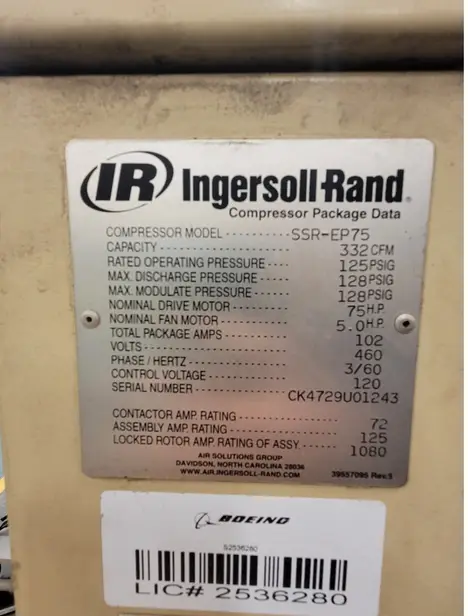 IR Ingersoll-Rand®
Compressor Package Data
COMPRESSOR MODEL ---------- SSR-EP75
CAPACITY ----------------- 332 CFM
RATED OPERATING PRESSURE ---- 125 PSIG
MAX. DISCHARGE PRESSURE ----- 128 PSIG
MAX. MODULATE PRESSURE ------ 128 PSIG
NOMINAL DRIVE MOTOR --------- 75 H.P.
NOMINAL FAN MOTOR ---------- 5.0 H.P.
TOTAL PACKAGE AMPS --------- 102
VOLTS --------------------- 460
PHASE / HERTZ -------------- 3/60
CONTROL VOLTAGE ----------- 120
SERIAL NUMBER ------------- CK4729U01243
CONTACTOR AMP. RATING ------- 72
ASSEMBLY AMP. RATING -------- 125
LOCKED ROTOR AMP RATING OF ASSY. ---- 1080
AIR SOLUTIONS GROUP
DAVIDSON, NORTH CAROLINA 28036
WWW.AIR.INGERSOLL-RAND.COM 39557095 Rev:5
BOEING
S2536280
LIC# 2536280